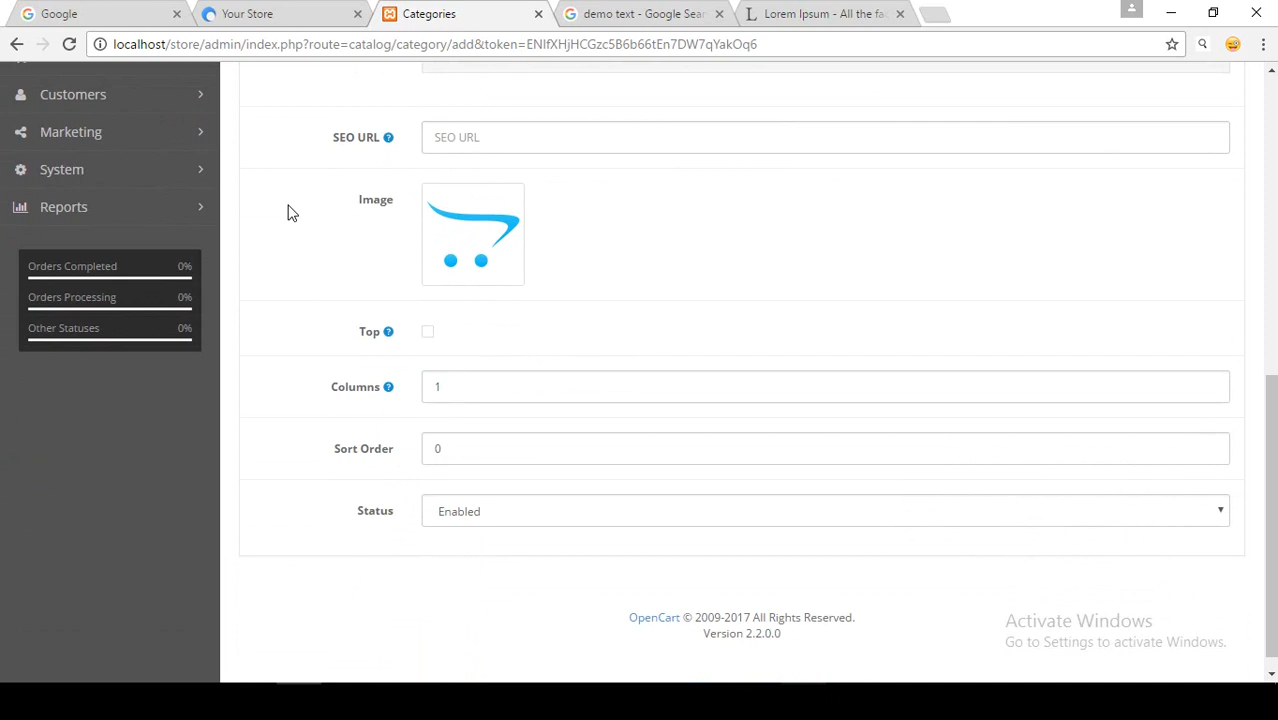 Google
Your Store
Categories
demo text - Google Sear
Lorem Ipsum - All the fa
localhost/store/admin/index.php?route=catalog/category/add&token=ENIfXHjHCGzc5B6b66tEn7DW7qYakOq6
Customers
Marketing
System
Reports
Orders Completed 0%
Orders Processing 0%
Other Statuses 0%
SEO URL
SEO URL
Image
Top
Columns
1
Sort Order
0
Status
Enabled
OpenCart © 2009-2017 All Rights Reserved.
Version 2.2.0.0
Activate Windows
Go to Settings to activate Windows.